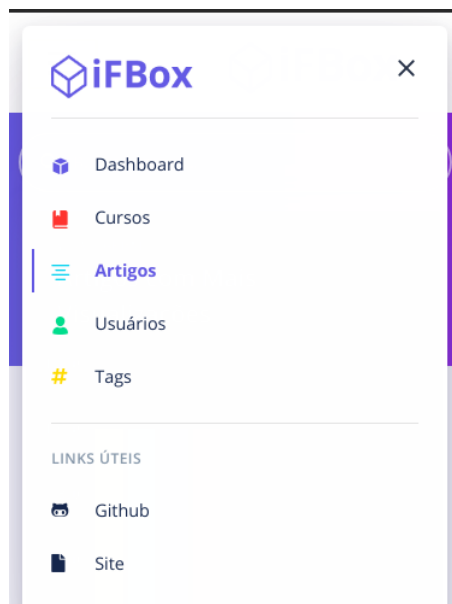 iFBox
Dashboard
Cursos
Artigos
Usuários
Tags
LINKS ÚTEIS
Github
Site